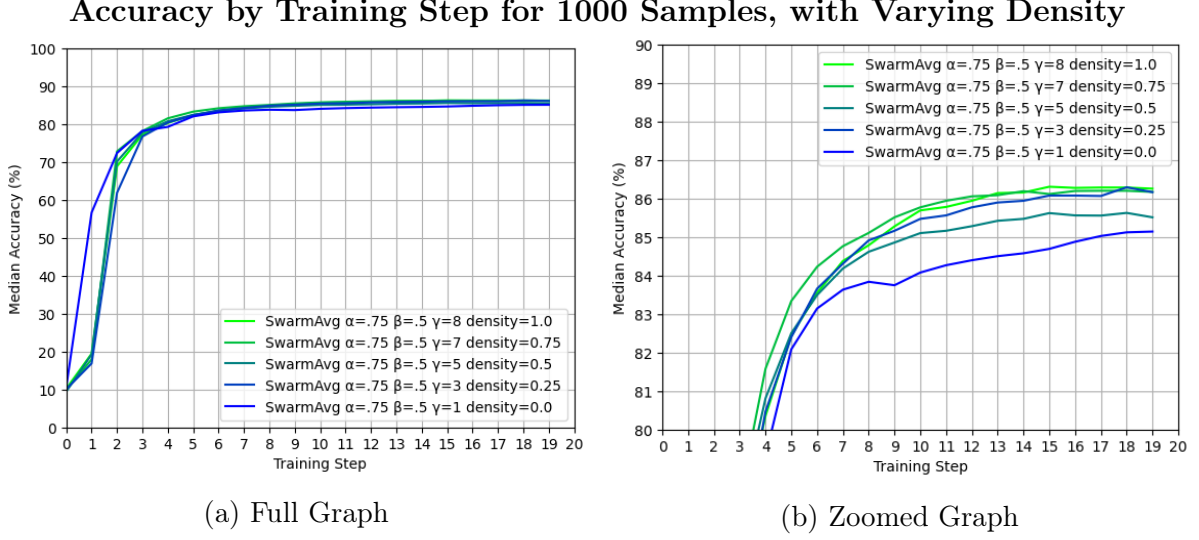 Accuracy by Training Step for 1000 Samples, with Varying Density
Median Accuracy (%)
100
90
80
70
60
50
40
30
20
10
0
SwarmAvg α=.75 β=.5 γ=8 density=1.0
SwarmAvg α=.75 β=.5 γ=7 density=0.75
SwarmAvg α=.75 β=.5 γ=5 density=0.5
SwarmAvg α=.75 β=.5 γ=3 density=0.25
SwarmAvg α=.75 β=.5 γ=1 density=0.0
0 1 2 3 4 5 6 7 8 9 10 11 12 13 14 15 16 17 18 19 20
Training Step
(a) Full Graph
Median Accuracy (%)
90
89
88
87
86
85
84
83
82
81
80
SwarmAvg α=.75 β=.5 γ=8 density=1.0
SwarmAvg α=.75 β=.5 γ=7 density=0.75
SwarmAvg α=.75 β=.5 γ=5 density=0.5
SwarmAvg α=.75 β=.5 γ=3 density=0.25
SwarmAvg α=.75 β=.5 γ=1 density=0.0
0 1 2 3 4 5 6 7 8 9 10 11 12 13 14 15 16 17 18 19 20
Training Step
(b) Zoomed Graph